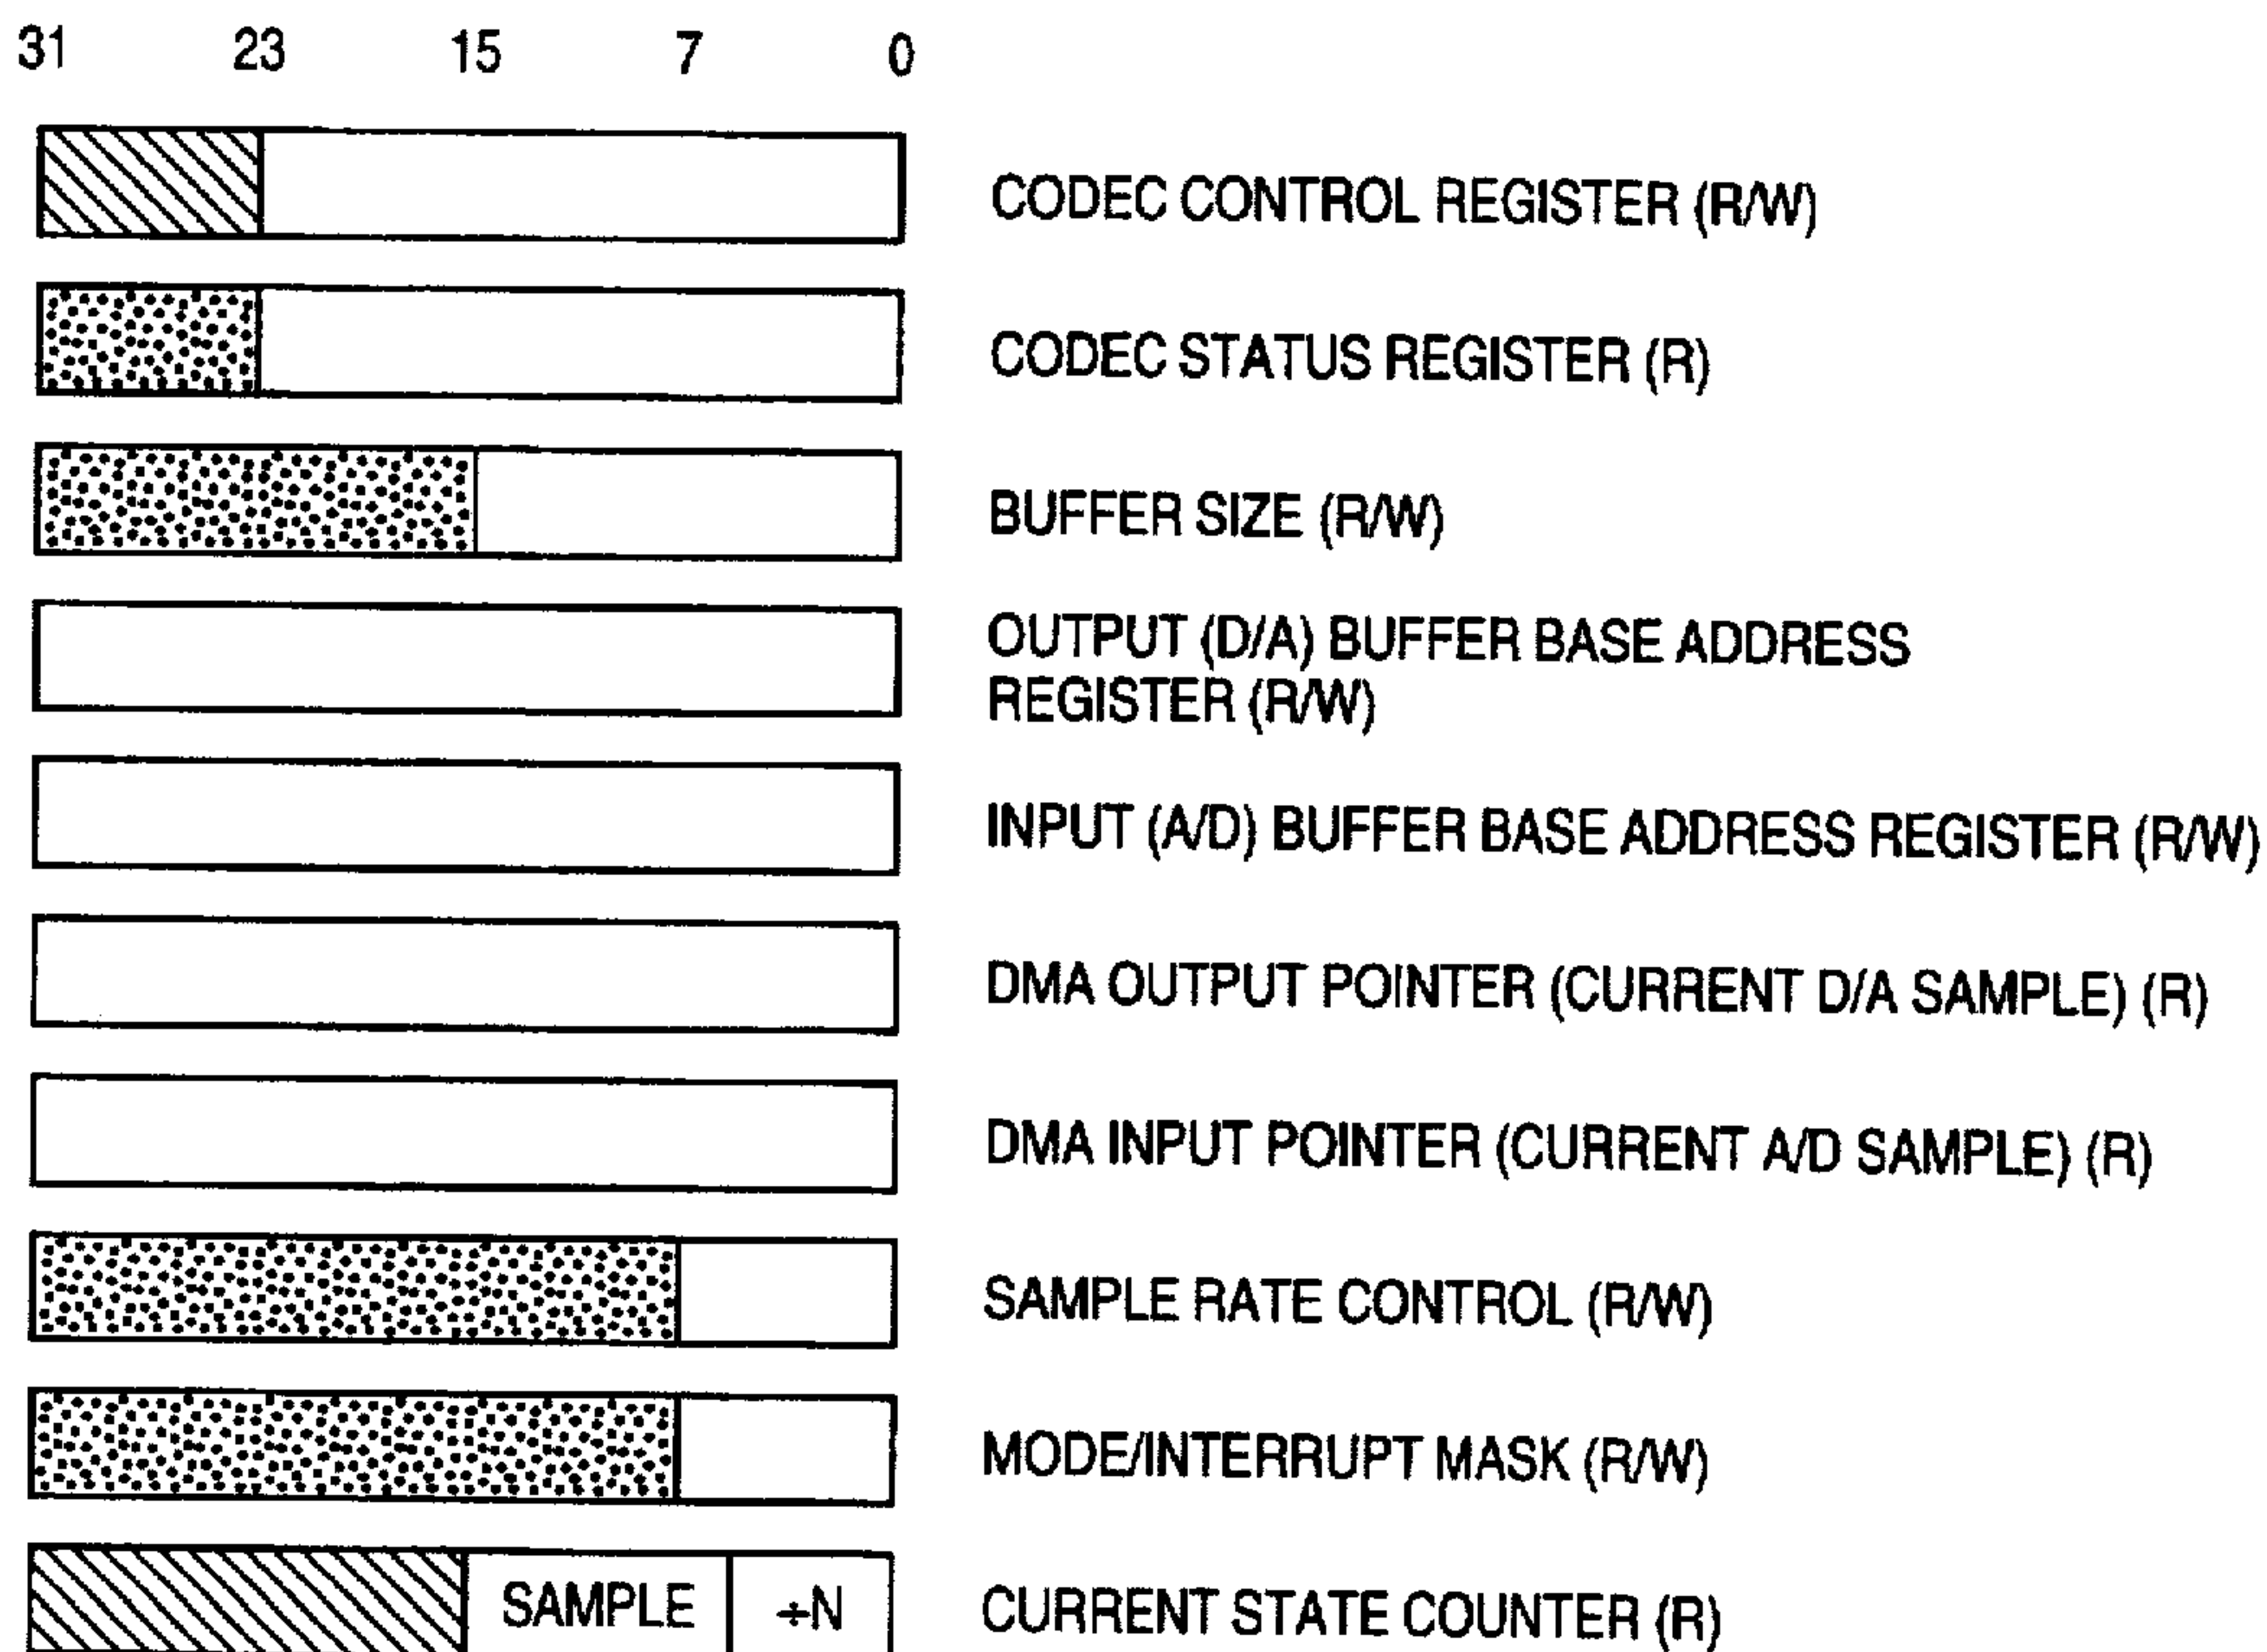 31 23 15 7 0
CODEC CONTROL REGISTER (R/W)
CODEC STATUS REGISTER (R)
BUFFER SIZE (R/W)
OUTPUT (D/A) BUFFER BASE ADDRESS
REGISTER (R/W)
INPUT (A/D) BUFFER BASE ADDRESS REGISTER (R/W)
DMA OUTPUT POINTER (CURRENT D/A SAMPLE) (R)
DMA INPUT POINTER (CURRENT A/D SAMPLE) (R)
SAMPLE RATE CONTROL (R/W)
MODE/INTERRUPT MASK (R/W)
SAMPLE ÷N CURRENT STATE COUNTER (R)